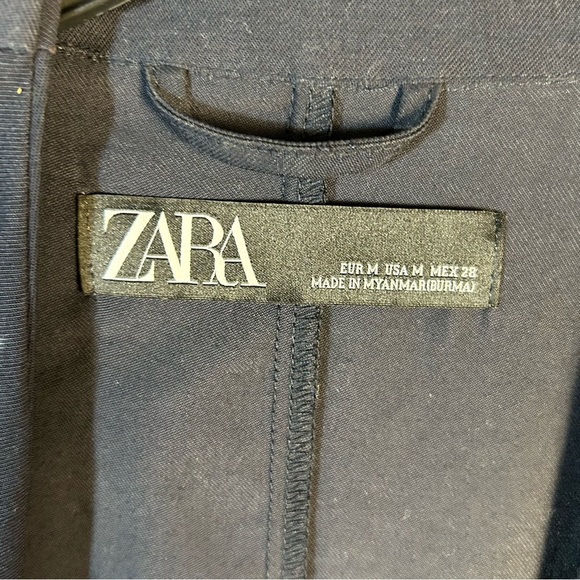 ZARA
EUR M USA M MEX 28
MADE IN MYANMAR(BURMA)